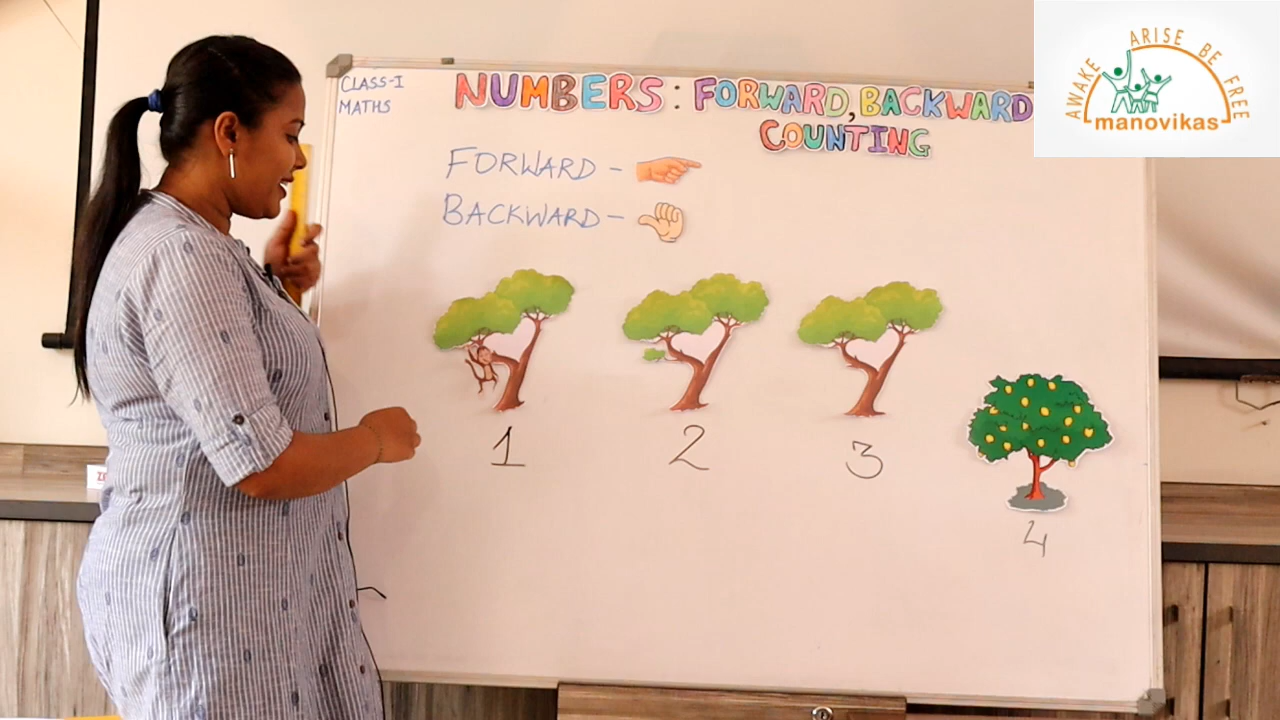 CLASS-I
MATHS
NUMBERS: FORWARD, BACKWARD
COUNTING
FORWARD -
BACKWARD -
1
2
3
4
AWAKE ARISE BE FREE
manovikas